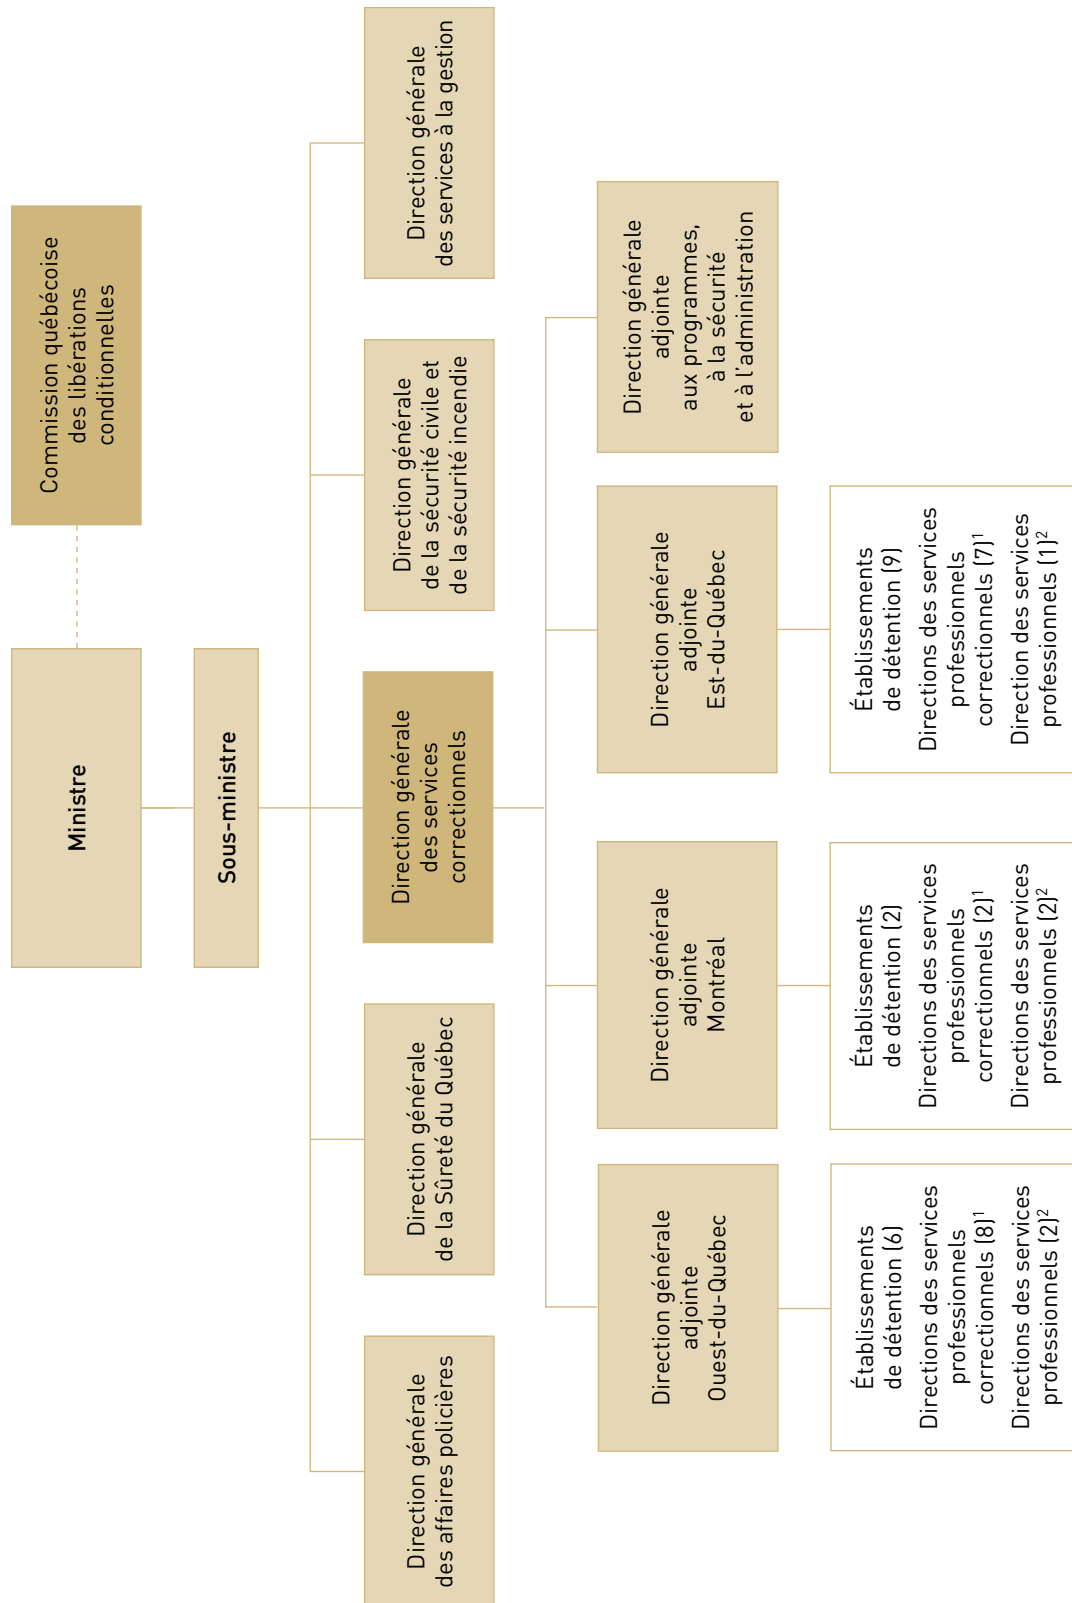 Ministre
Commission québécoise
des libérations
conditionnelles
Sous-ministre
Direction générale
des affaires policières
Direction générale
de la Sûreté du Québec
Direction générale
des services
correctionnels
Direction générale
de la sécurité civile et
de la sécurité incendie
Direction générale
des services à la gestion
Direction générale
adjointe
Ouest-du-Québec
Direction générale
adjointe
Montréal
Direction générale
adjointe
Est-du-Québec
Direction générale
adjointe
aux programmes,
à la sécurité
et à l'administration
Établissements
de détention (6)
Directions des services
professionnels
correctionnels (8)¹
Directions des services
professionnels (2)²
Établissements
de détention (2)
Directions des services
professionnels
correctionnels (2)¹
Directions des services
professionnels (2)²
Établissements
de détention (9)
Directions des services
professionnels
correctionnels (7)¹
Direction des services
professionnels (1)²